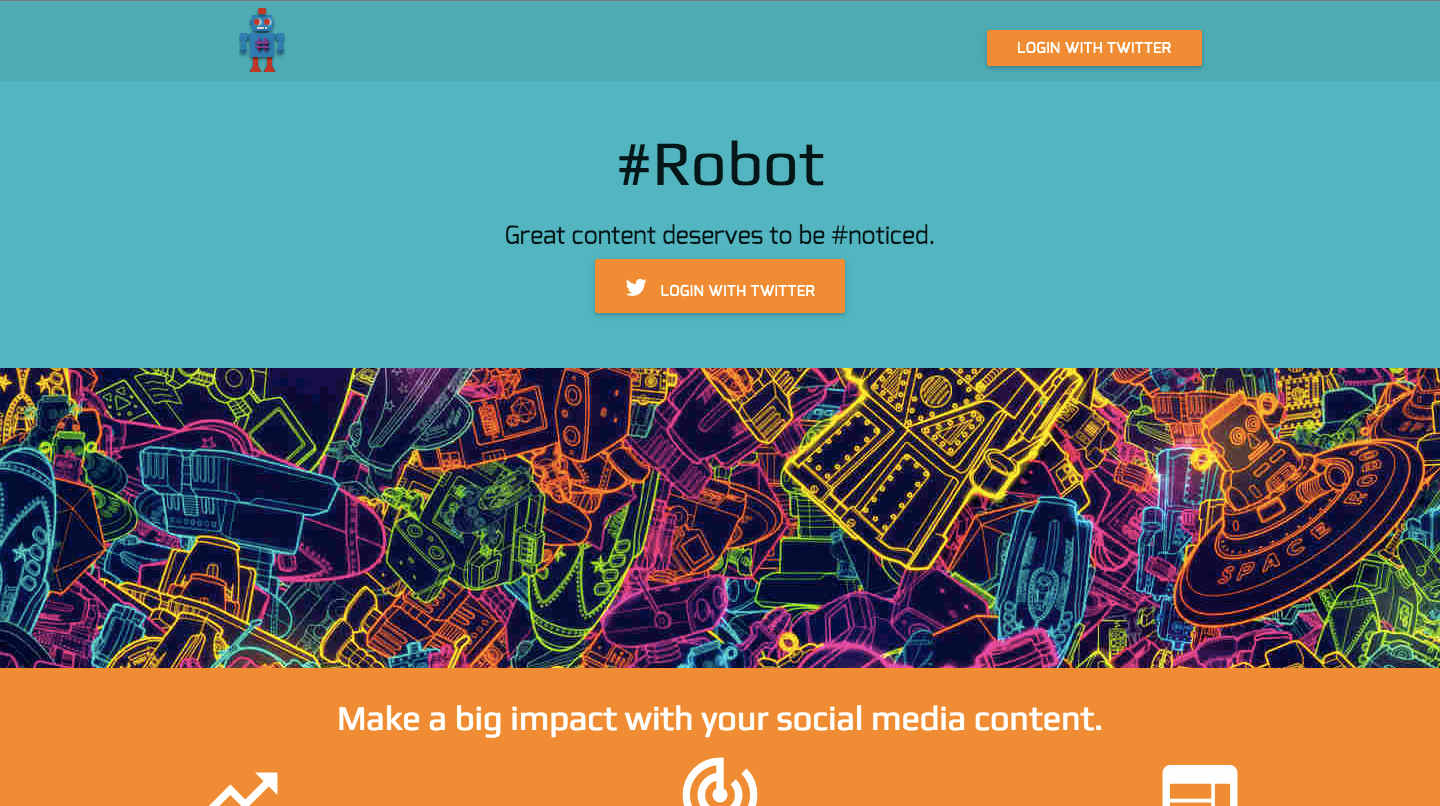 LOGIN WITH TWITTER
#Robot
Great content deserves to be #noticed.
LOGIN WITH TWITTER
SPACE ROBO
Make a big impact with your social media content.